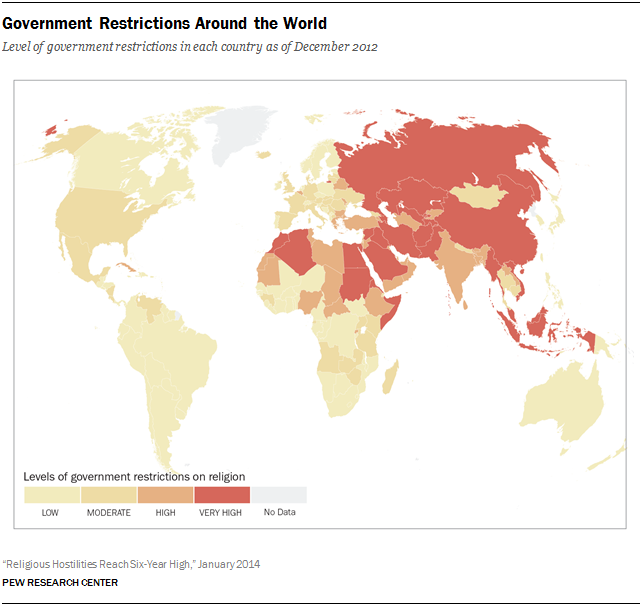 Government Restrictions Around the World
Level of government restrictions in each country as of December 2012
Levels of government restrictions on religion
LOW
MODERATE
HIGH
VERY HIGH
No Data
“Religious Hostilities Reach Six-Year High,” January 2014
PEW RESEARCH CENTER